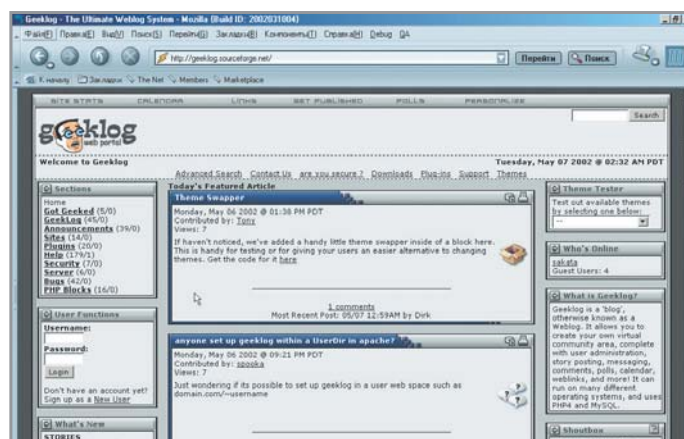 Geeklog - The Ultimate Weblog System - Mozilla {Build ID: 2002031804}
Файл(F) Правка(E) Вид(V) Поиск(S) Перейти(G) Закладки(B) Компоненты(T) Справка(H) Debug QA
http://geeklog.sourceforge.net/ Перейти Поиск
К началу Закладки The Net Members Marketplace
SITE STATS CALENDAR LINKS GET PUBLISHED POLLS PERSONALIZE
Search
geeklog
web portal
Welcome to Geeklog Tuesday, May 07 2002 @ 02:32 AM PDT
Advanced Search Contact Us are you secure? Downloads Plug-ins Support Themes
Sections
Home
Got Geeked (5/0)
GeekLog (45/0)
Announcements (39/0)
Sites (14/0)
Plugins (20/0)
Help (179/1)
Security (7/0)
Server (6/0)
Bugs (42/0)
PHP Blocks (16/0)
User Functions
Username:
Password:
Login
Don't have an account yet?
Sign up as a New User
What's New
STORIES
Today's Featured Article
Theme Swapper
Monday, May 06 2002 @ 01:38 PM PDT
Contributed by: Tony
Views: 7
If haven't noticed, we've added a handy little theme swapper inside of a block here.
This is handy for testing or for giving your users an easier alternative to changing
themes. Get the code for it here
1 comments
Most Recent Post: 05/07 12:59AM by Dirk
anyone set up geeklog within a UserDir in apache?
Monday, May 06 2002 @ 09:21 PM PDT
Contributed by: spooka
Views: 7
Just wondering if its possible to set up geeklog in a user web space such as
domain.com/~username
Theme Tester
Test out available themes
by selecting one below:
--
Who's Online
sakata
Guest Users: 4
What is Geeklog?
Geeklog is a 'blog',
otherwise known as a
Weblog. It allows you to
create your own virtual
community area, complete
with user administration,
story posting, messaging,
comments, polls, calendar,
weblinks, and more! It can
run on many different
operating systems, and uses
PHP4 and MySQL.
Shoutbox